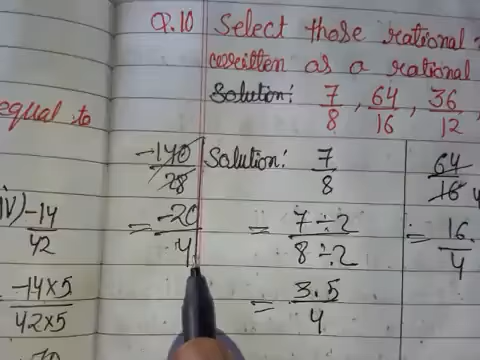 Q.10 Select those rational
written as a rational
Solution: 7/8, 64/16, 36/12,
equal to
-140/28
Solution: 7/8
64/16
iv) -14/42
= -20/4
= 7÷2/8÷2
= 16/4
= -14×5/42×5
= 3.5/4